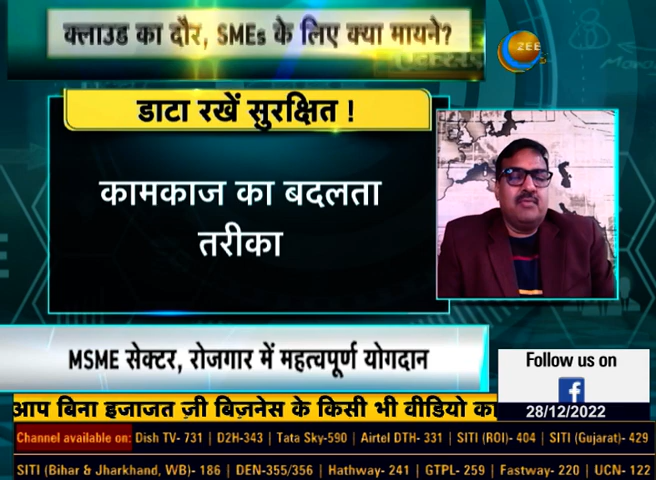 क्लाउड का दौर, SMEs के लिए क्या मायने?
ZEE
डाटा रखें सुरक्षित !
कामकाज का बदलता
तरीका
MSME सेक्टर, रोजगार में महत्वपूर्ण योगदान
Follow us on
आप बिना इजाजत ज़ी बिज़नेस के किसी भी वीडियो का
28/12/2022
Channel available on: Dish TV- 731 | D2H-343 | Tata Sky-590 | Airtel DTH- 331 | SITI (ROI)- 404 | SITI (Gujarat)- 429
SITI (Bihar & Jharkhand, WB)- 186 | DEN-355/356 | Hathway- 241 | GTPL- 259 | Fastway- 220 | UCN- 122